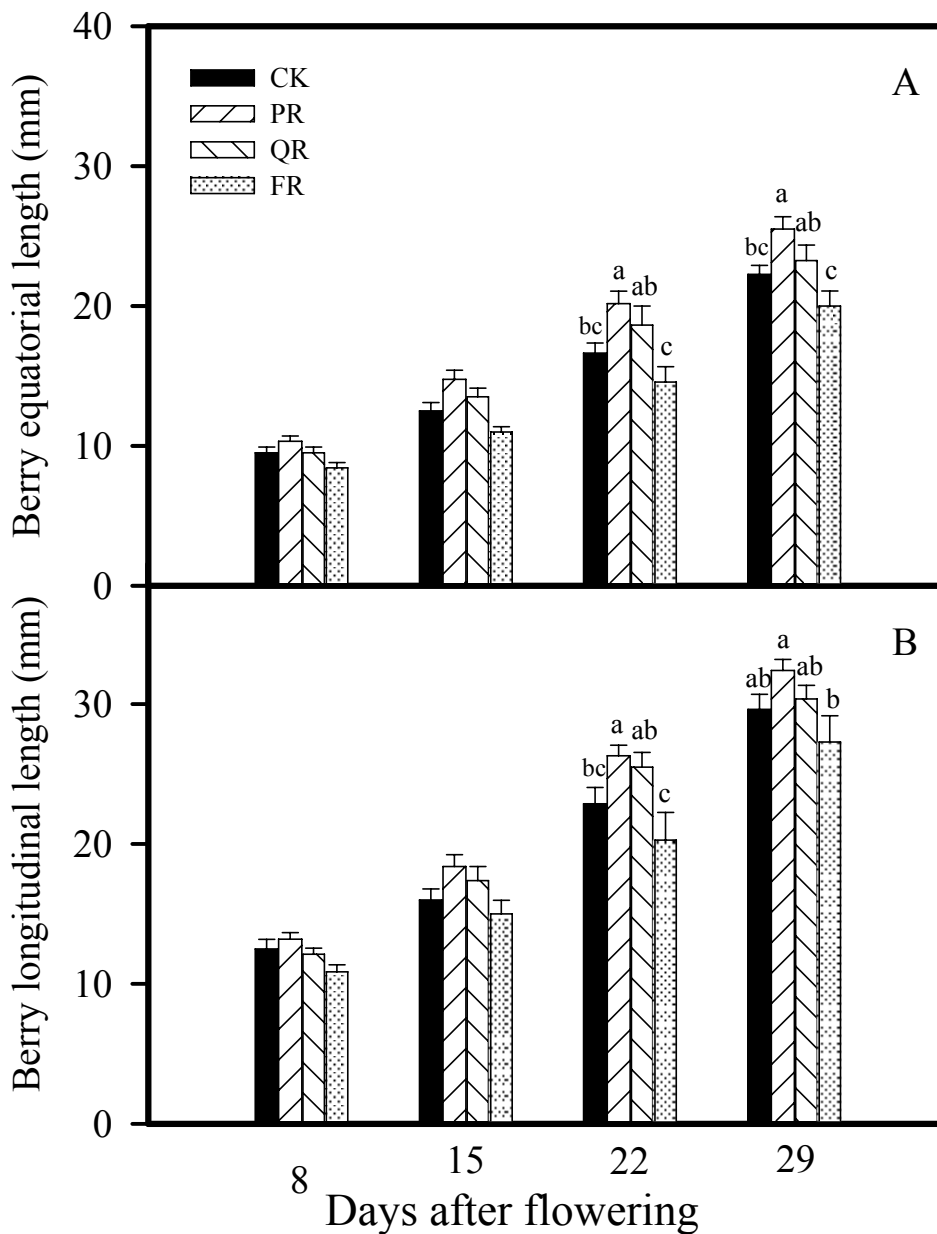 40
30
20
10
0
Berry equatorial length (mm)
CK
PR
QR
FR
A
bc
a
ab
c
bc
a
ab
c
30
20
10
0
Berry longitudinal length (mm)
B
bc
a
ab
c
ab
a
ab
b
8
15
22
29
Days after flowering